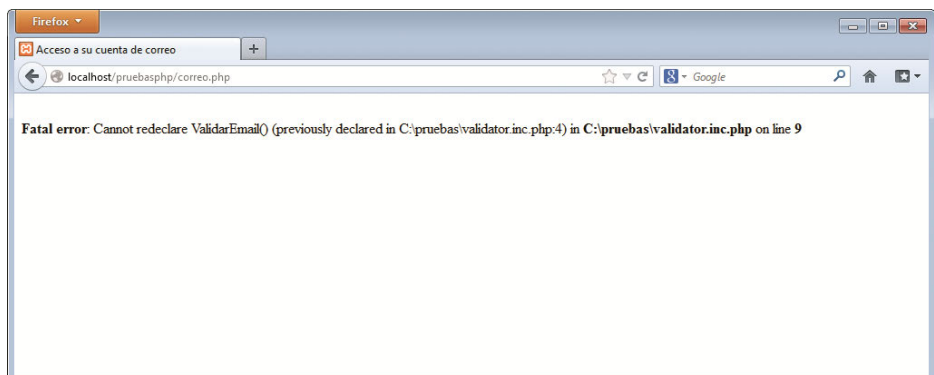 Firefox
Acceso a su cuenta de correo
localhost/pruebasphp/correo.php
Google
Fatal error: Cannot redeclare ValidarEmail() (previously declared in C:\pruebas\validator.inc.php:4) in C:\pruebas\validator.inc.php on line 9